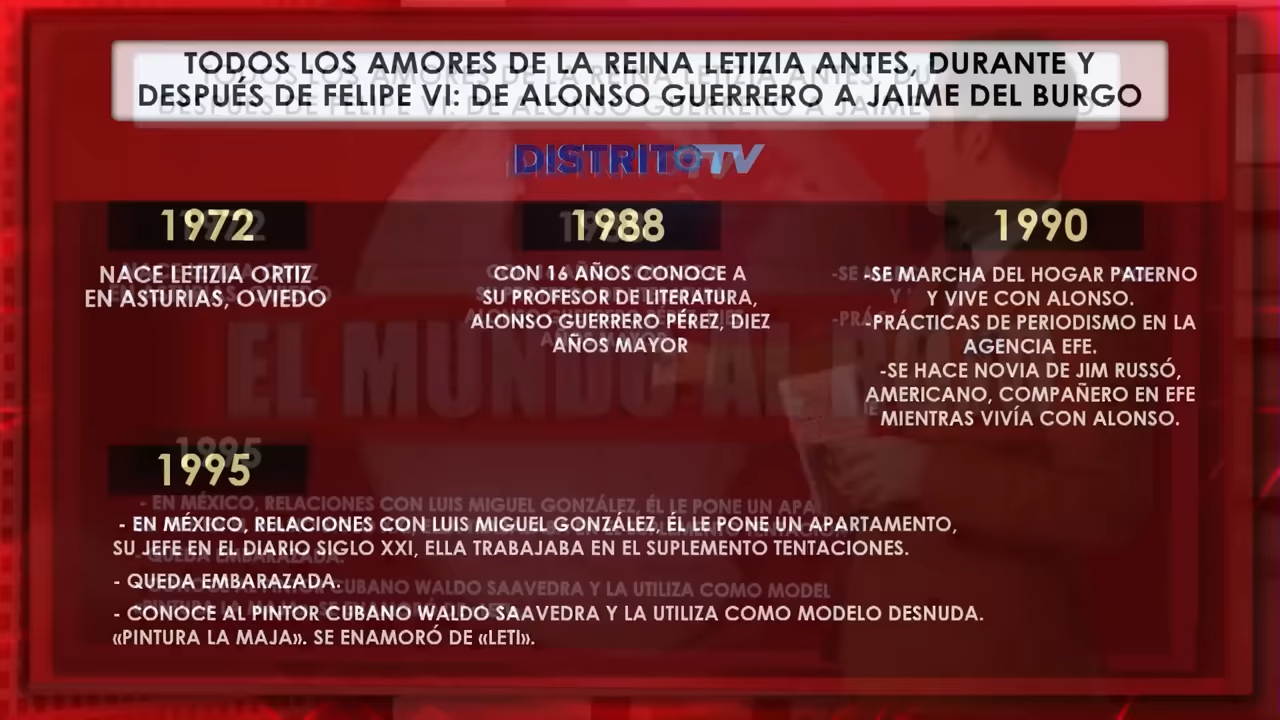 TODOS LOS AMORES DE LA REINA LETIZIA ANTES, DURANTE Y
DESPUÉS DE FELIPE VI: DE ALONSO GUERRERO A JAIME DEL BURGO
DISTRITOTV
1972
NACE LETIZIA ORTIZ
EN ASTURIAS, OVIEDO
1988
CON 16 AÑOS CONOCE A
SU PROFESOR DE LITERATURA,
ALONSO GUERRERO PÉREZ, DIEZ
AÑOS MAYOR
1990
-SE MARCHA DEL HOGAR PATERNO
Y VIVE CON ALONSO.
-PRÁCTICAS DE PERIODISMO EN LA
AGENCIA EFE.
-SE HACE NOVIA DE JIM RUSSÓ,
AMERICANO, COMPAÑERO EN EFE
MIENTRAS VIVÍA CON ALONSO.
EL MUNDO AL
1995
- EN MÉXICO, RELACIONES CON LUIS MIGUEL GONZÁLEZ, ÉL LE PONE UN APARTAMENTO,
SU JEFE EN EL DIARIO SIGLO XXI, ELLA TRABAJABA EN EL SUPLEMENTO TENTACIONES.
- QUEDA EMBARAZADA.
- CONOCE AL PINTOR CUBANO WALDO SAAVEDRA Y LA UTILIZA COMO MODELO DESNUDA.
«PINTURA LA MAJA». SE ENAMORÓ DE «LETI».